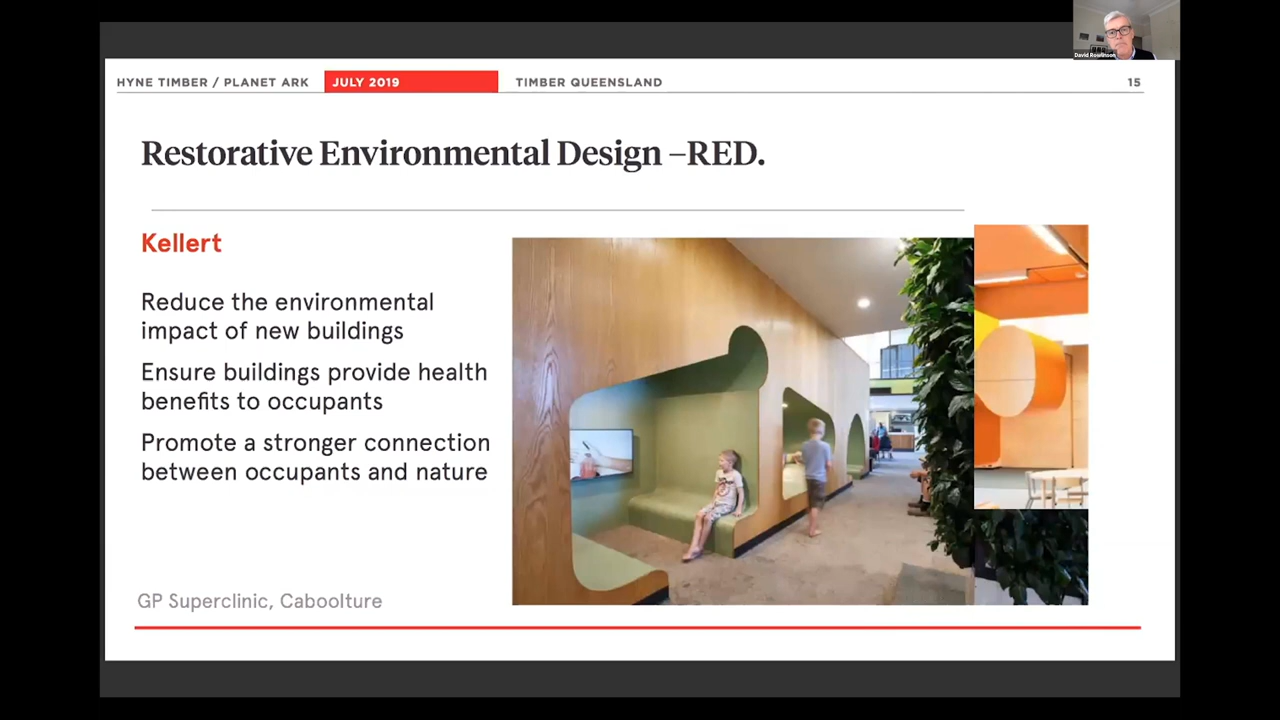 David Rowlinson
HYNE TIMBER / PLANET ARK JULY 2019 TIMBER QUEENSLAND 15
Restorative Environmental Design –RED.
Kellert
Reduce the environmental
impact of new buildings
Ensure buildings provide health
benefits to occupants
Promote a stronger connection
between occupants and nature
GP Superclinic, Caboolture